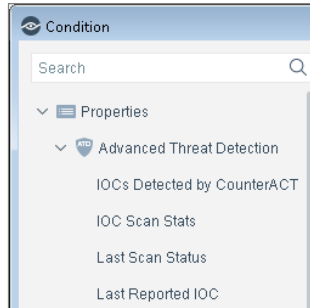 Condition
Search
Properties
ATD Advanced Threat Detection
IOCs Detected by CounterACT
IOC Scan Stats
Last Scan Status
Last Reported IOC